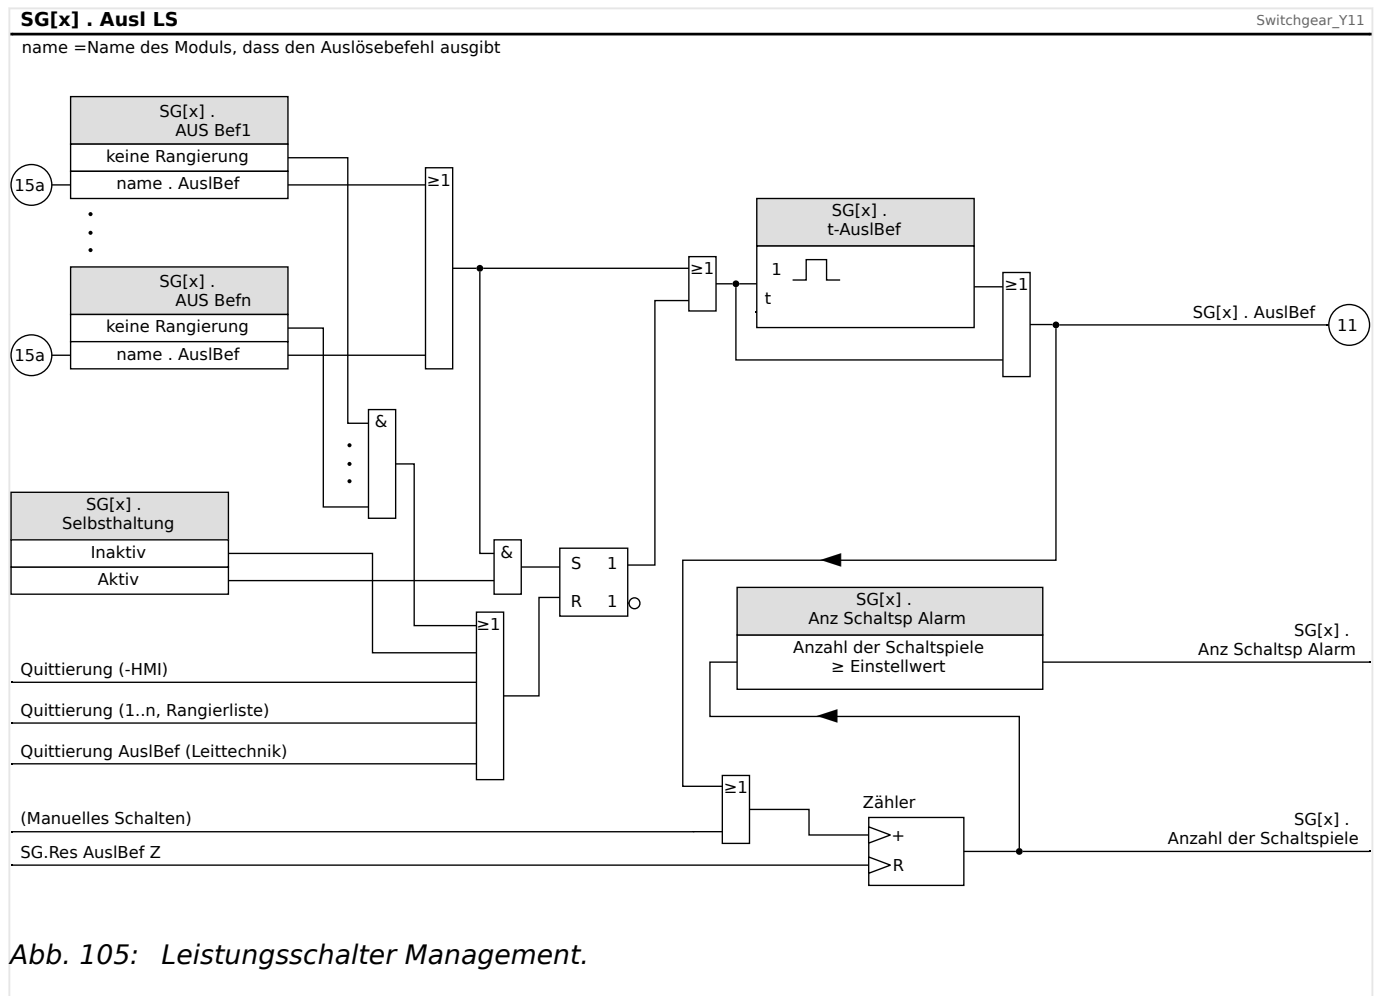 SG[x] . Ausl LS
Switchgear_Y11
name =Name des Moduls, dass den Auslösebefehl ausgibt
SG[x] .
AUS Bef1
keine Rangierung
15a
name . AuslBef
≥1
SG[x] .
t-AuslBef
1
t
≥1
≥1
SG[x] . AuslBef
11
SG[x] .
AUS Befn
keine Rangierung
15a
name . AuslBef
&
SG[x] .
Selbsthaltung
Inaktiv
Aktiv
&
S 1
R 1
≥1
Quittierung (-HMI)
Quittierung (1..n, Rangierliste)
Quittierung AuslBef (Leittechnik)
SG[x] .
Anz Schaltsp Alarm
Anzahl der Schaltspiele
≥ Einstellwert
SG[x] .
Anz Schaltsp Alarm
≥1
(Manuelles Schalten)
SG.Res AuslBef Z
Zähler
+
R
SG[x] .
Anzahl der Schaltspiele
Abb. 105: Leistungsschalter Management.